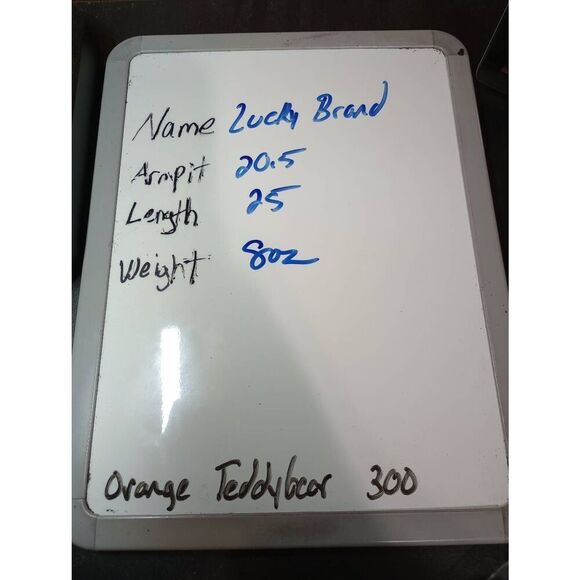 Name Lucky Brand
Armpit 20.5
Length 25
Weight 8oz
Orange Teddybear 300